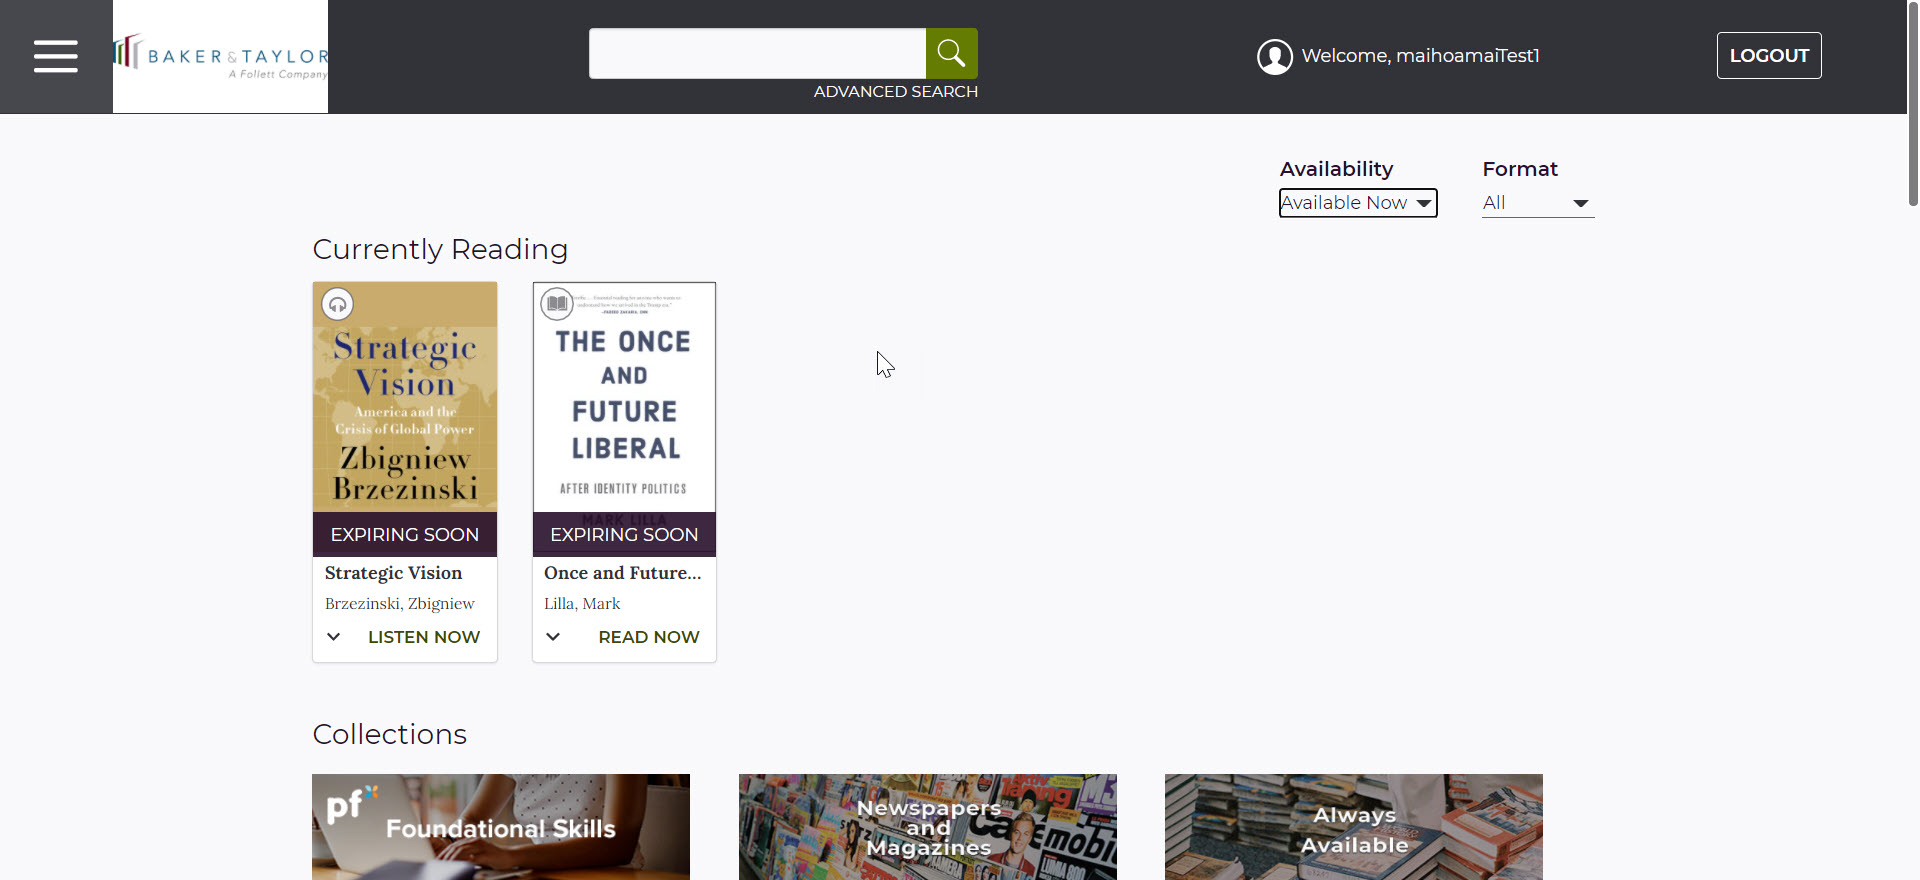 BAKER & TAYLOR
A Follett Company
ADVANCED SEARCH
Welcome, maihoamaiTest1
LOGOUT
Availability
Available Now
Format
All
Currently Reading
Strategic
Vision
America and the
Crisis of Global Power
Zbigniew
Brzezinski
EXPIRING SOON
Strategic Vision
Brzezinski, Zbigniew
LISTEN NOW
THE ONCE
AND
FUTURE
LIBERAL
AFTER IDENTITY POLITICS
MARK LILLA
EXPIRING SOON
Once and Future...
Lilla, Mark
READ NOW
Collections
pf
Foundational Skills
Newspapers
and
Magazines
Always
Available